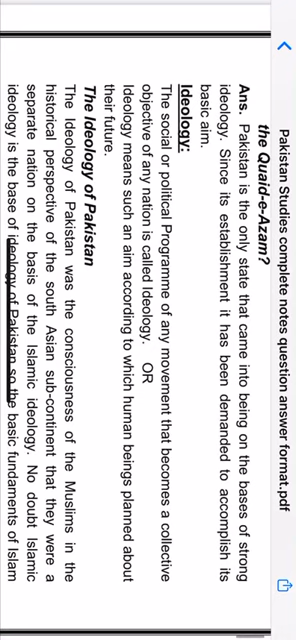 Pakistan Studies complete notes question answer format.pdf
the Quaid-e-Azam?
Ans. Pakistan is the only state that came into being on the bases of strong
ideology. Since its establishment it has been demanded to accomplish its
basic aim.
Ideology:
The social or political Programme of any movement that becomes a collective
objective of any nation is called Ideology. OR
Ideology means such an aim according to which human beings planned about
their future.
The Ideology of Pakistan
The Ideology of Pakistan was the consciousness of the Muslims in the
historical perspective of the south Asian sub-continent that they were a
separate nation on the basis of the Islamic ideology. No doubt Islamic
ideology is the base of ideology of Pakistan so the basic fundaments of Islam